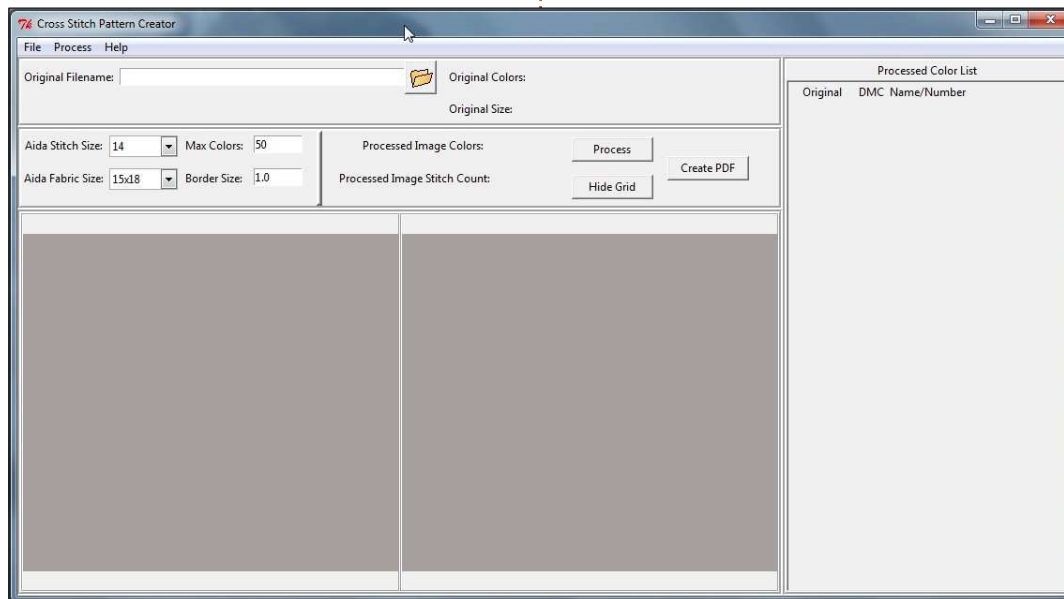 Cross Stitch Pattern Creator
File Process Help
Original Filename:
Original Colors:
Original Size:
Aida Stitch Size: 14 Max Colors: 50
Aida Fabric Size: 15x18 Border Size: 1.0
Processed Image Colors:
Processed Image Stitch Count:
Process
Hide Grid
Create PDF
Processed Color List
Original DMC Name/Number